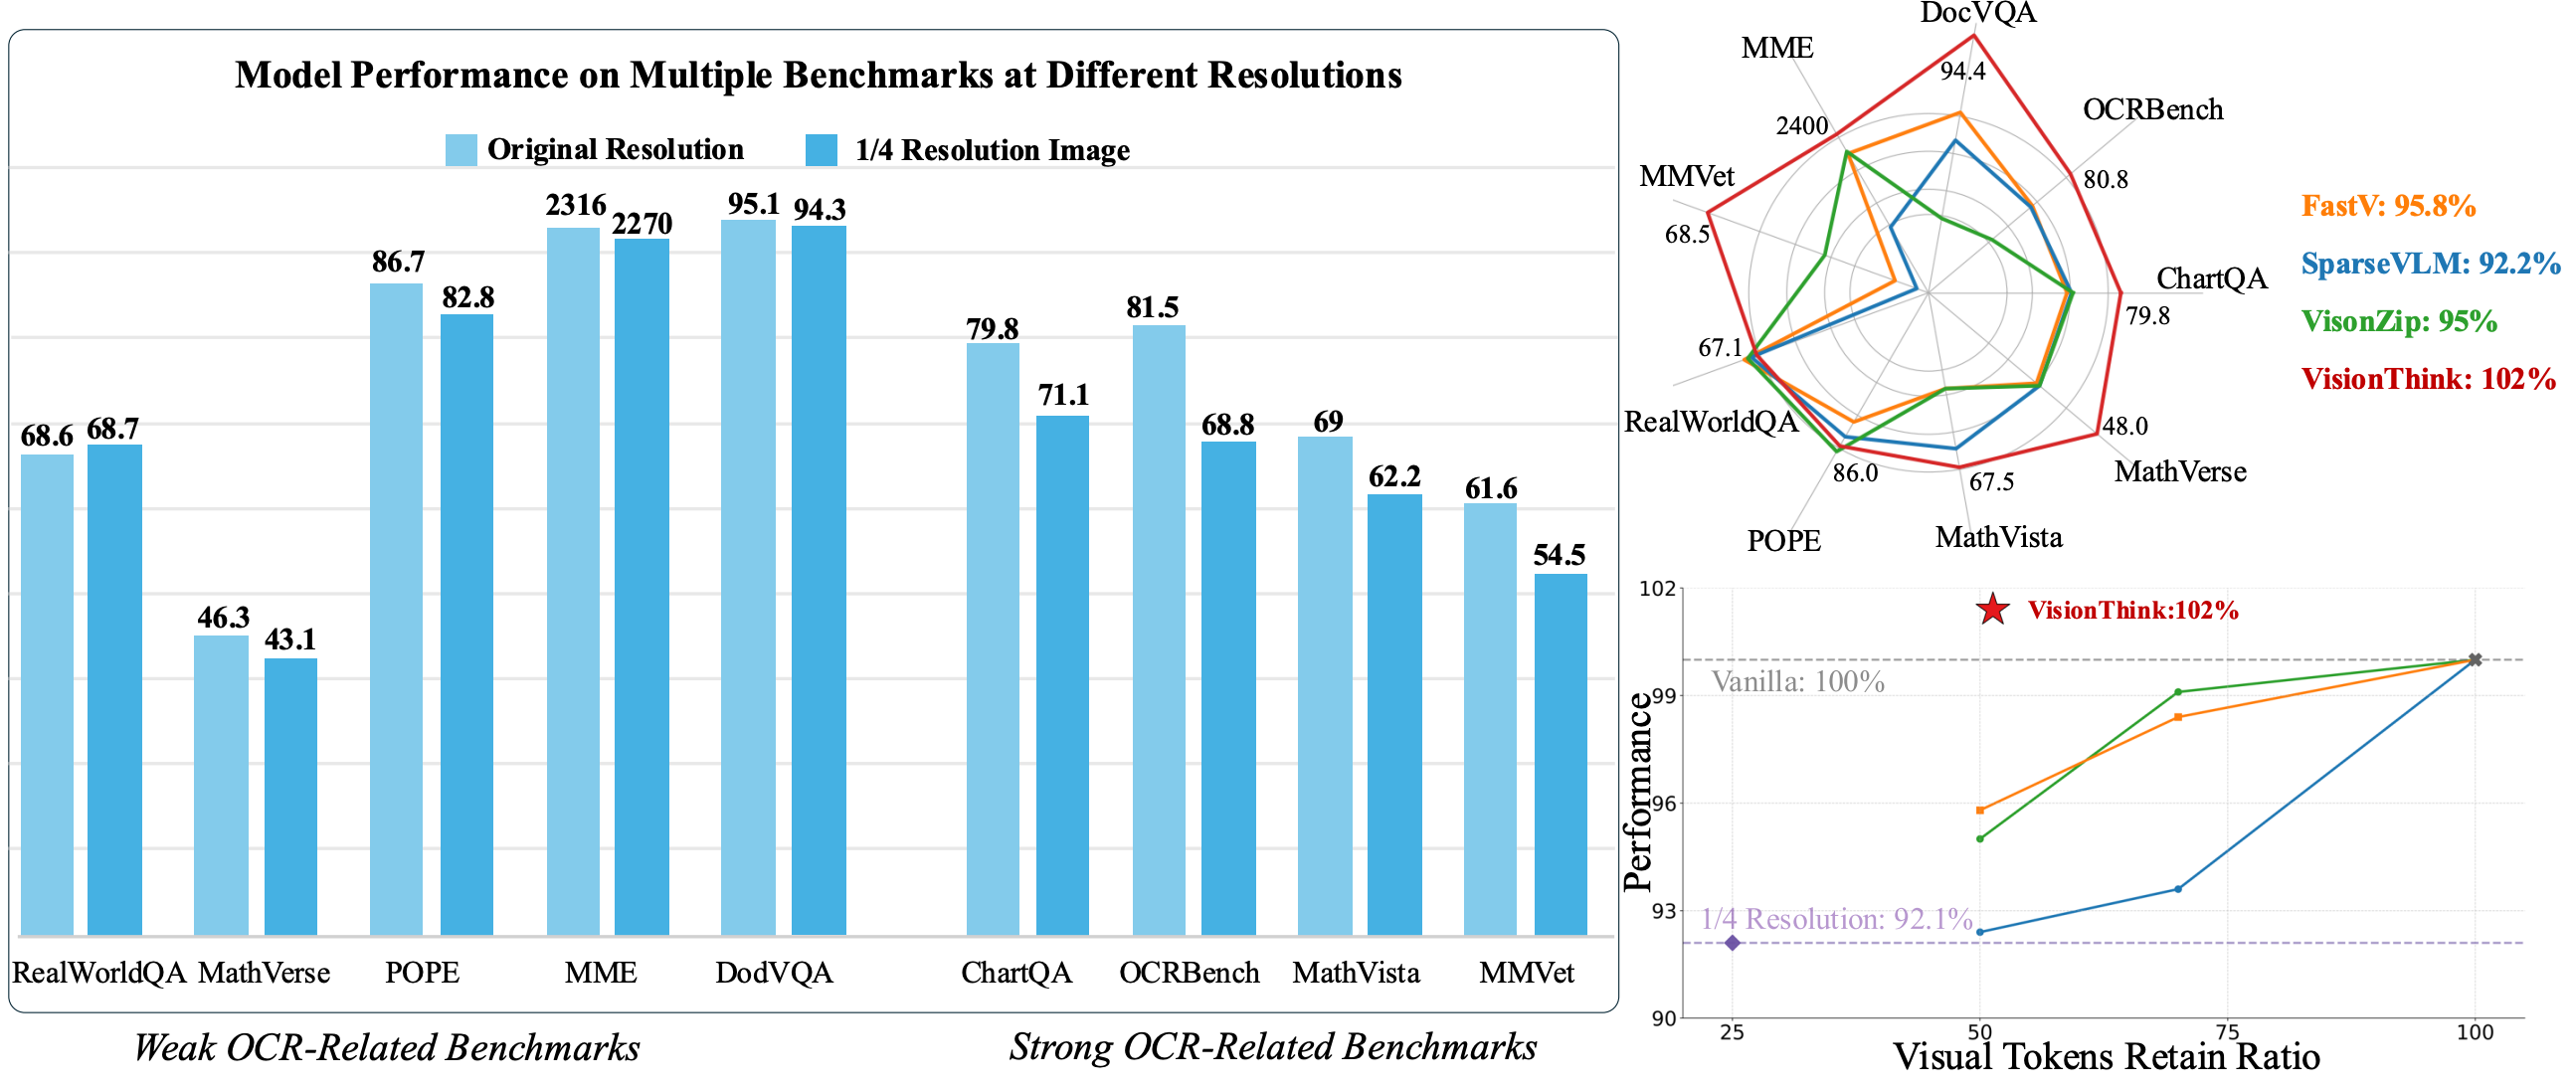 Model Performance on Multiple Benchmarks at Different Resolutions
Original Resolution
1/4 Resolution Image
68.6
68.7
46.3
43.1
86.7
82.8
2316
2270
95.1
94.3
79.8
71.1
81.5
68.8
69
62.2
61.6
54.5
RealWorldQA
MathVerse
POPE
MME
DodVQA
ChartQA
OCRBench
MathVista
MMVet
Weak OCR-Related Benchmarks
Strong OCR-Related Benchmarks
DocVQA
94.4
MME
2400
OCRBench
80.8
MMVet
68.5
ChartQA
79.8
67.1
RealWorldQA
48.0
MathVerse
86.0
POPE
67.5
MathVista
FastV: 95.8%
SparseVLM: 92.2%
VisonZip: 95%
VisionThink: 102%
102
99
96
93
90
Performance
VisionThink:102%
Vanilla: 100%
1/4 Resolution: 92.1%
25
50
75
100
Visual Tokens Retain Ratio